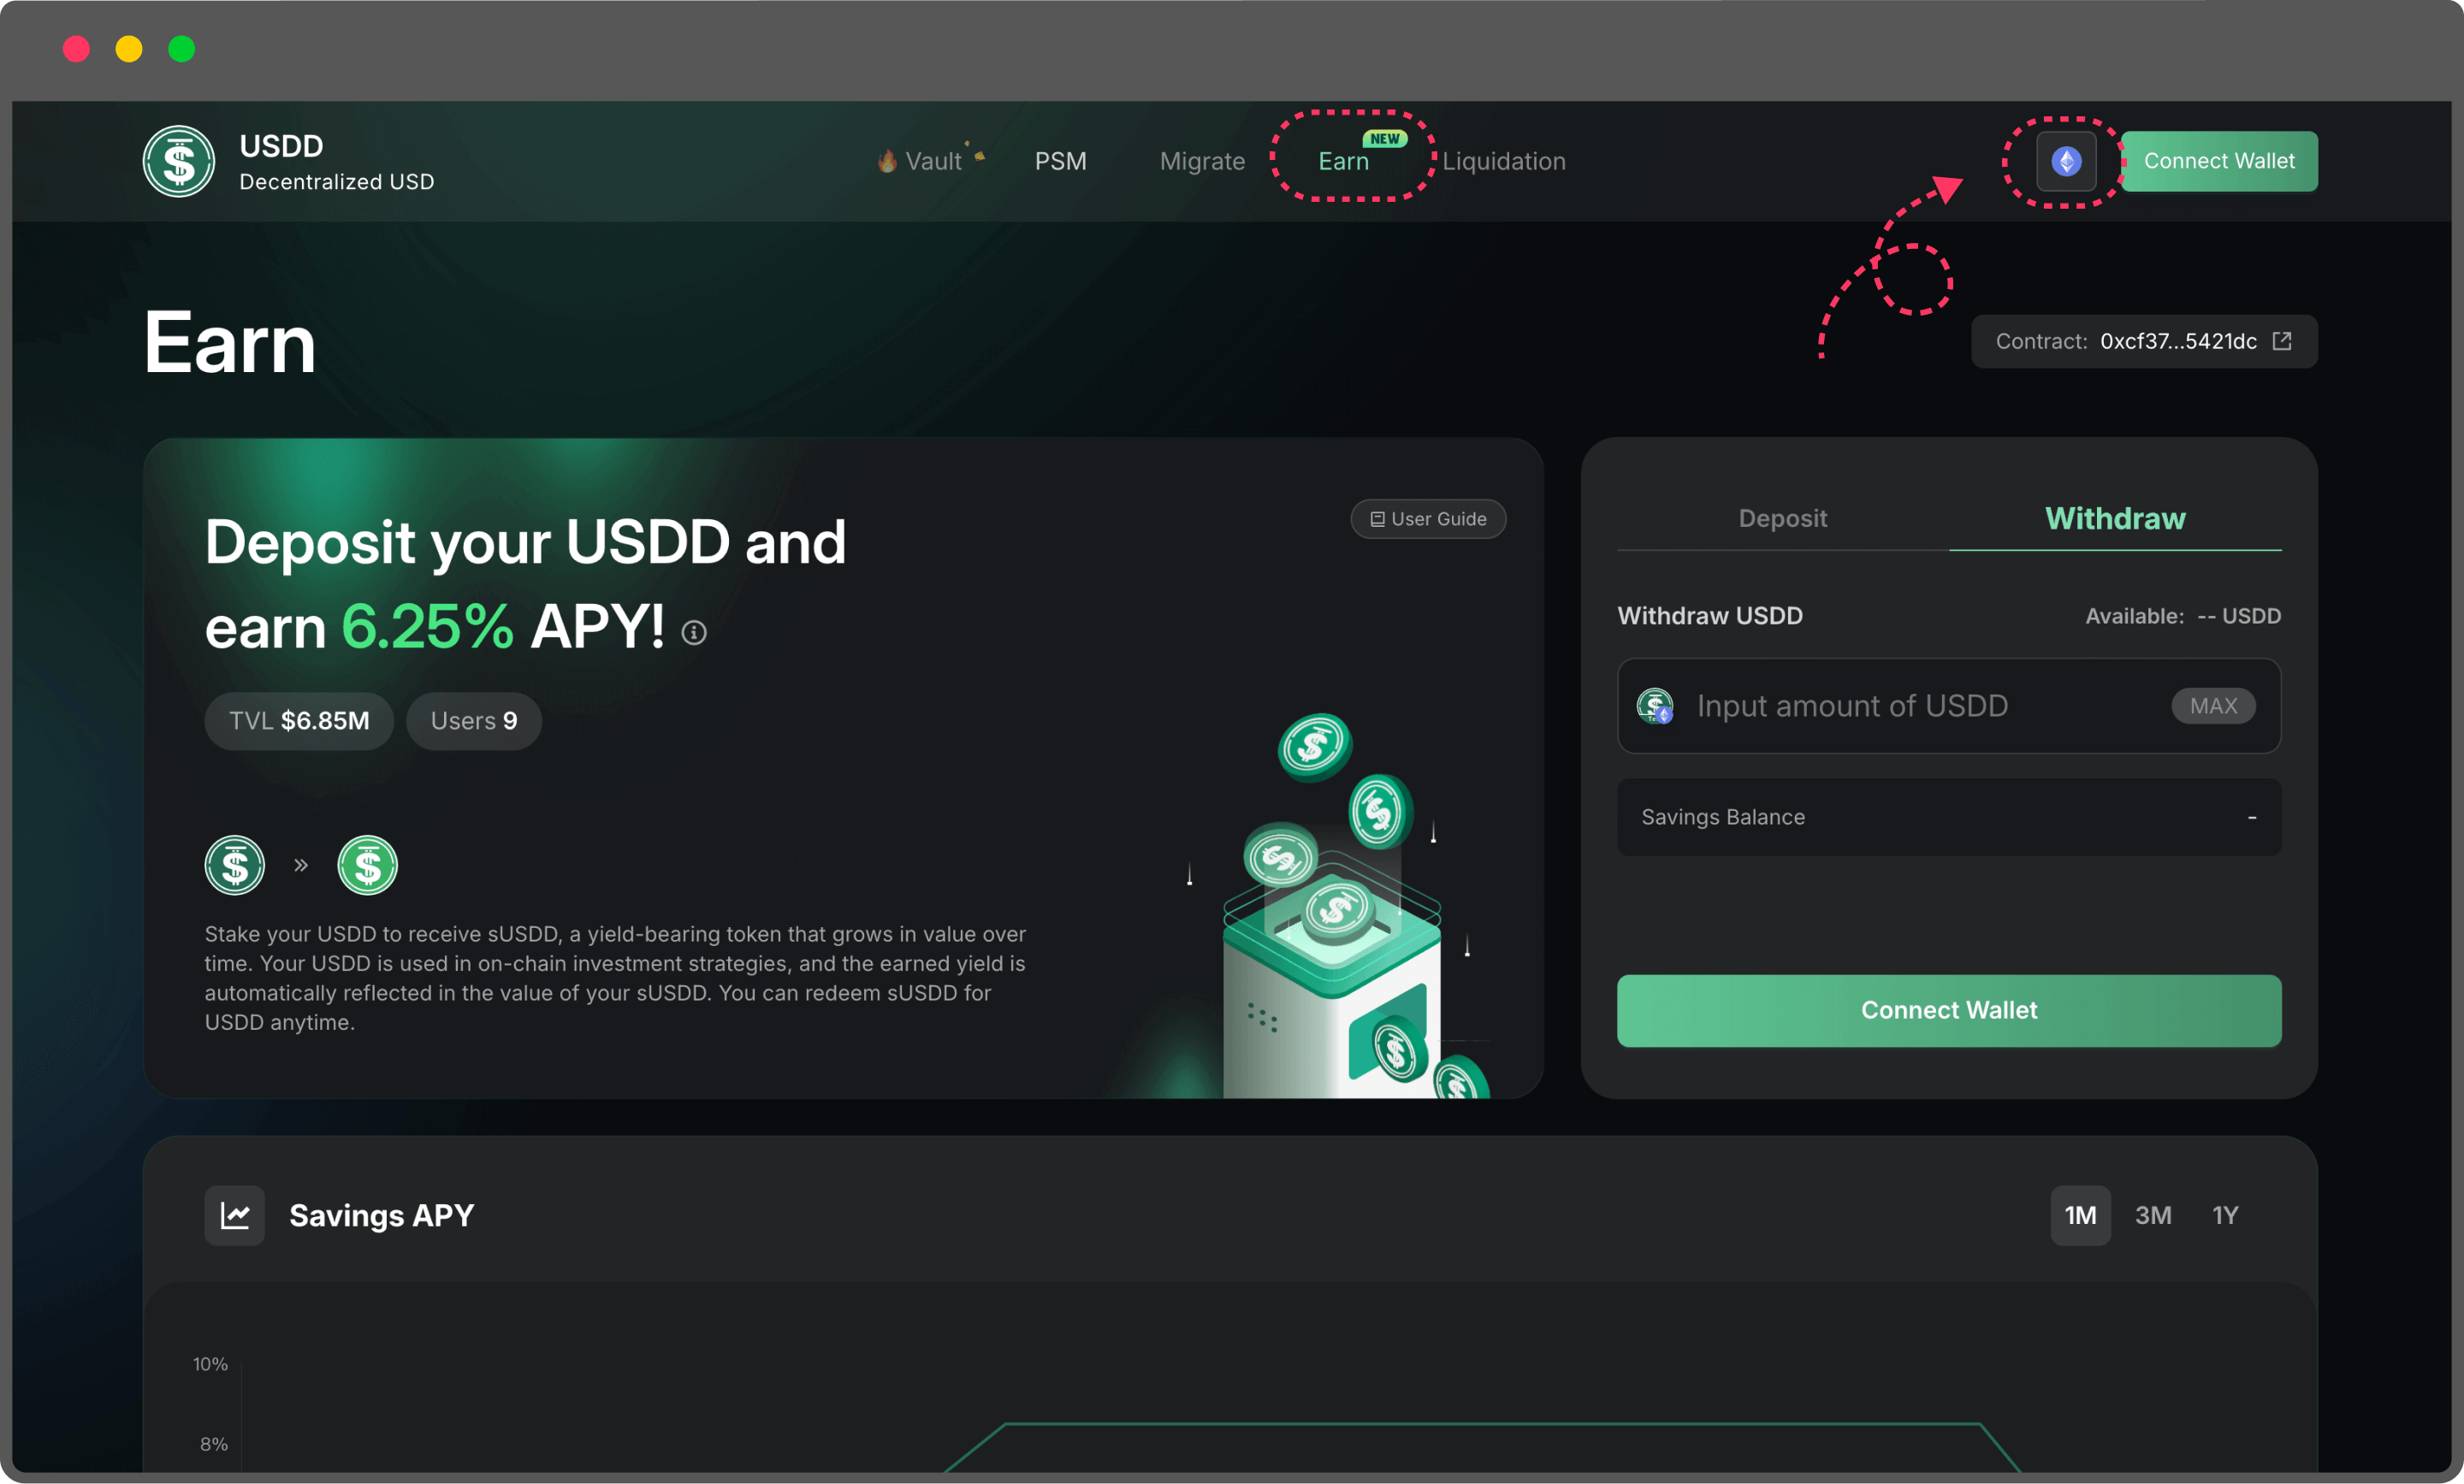 USDD
Decentralized USD
Vault
PSM
Migrate
Earn
NEW
Liquidation
Connect Wallet
Earn
Contract: 0xcf37...5421dc
Deposit your USDD and
earn 6.25% APY!
User Guide
TVL $6.85M
Users 9
Stake your USDD to receive sUSDD, a yield-bearing token that grows in value over
time. Your USDD is used in on-chain investment strategies, and the earned yield is
automatically reflected in the value of your sUSDD. You can redeem sUSDD for
USDD anytime.
Deposit
Withdraw
Withdraw USDD
Available: -- USDD
Input amount of USDD
MAX
Savings Balance
-
Connect Wallet
Savings APY
1M
3M
1Y
10%
8%